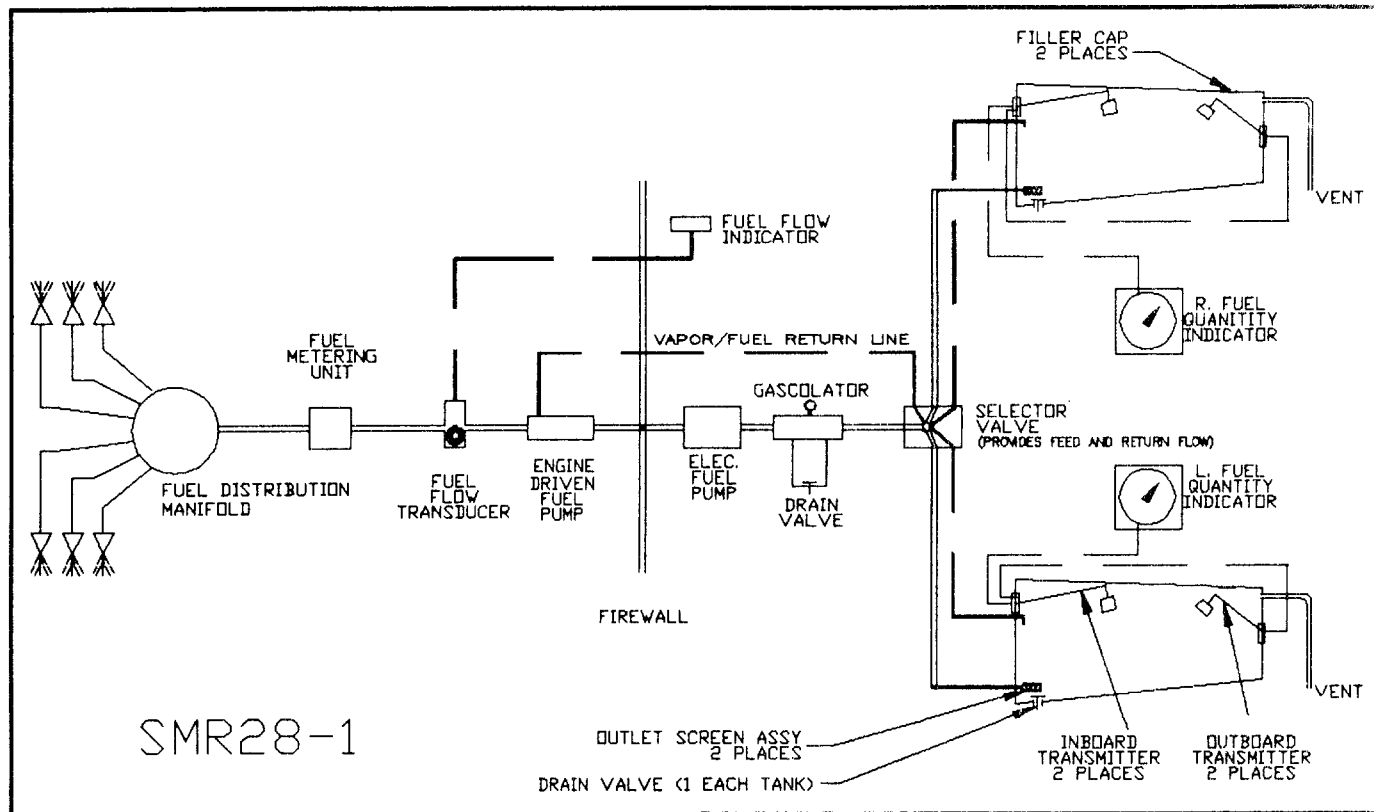 FILLER CAP
2 PLACES
VENT
FUEL FLOW
INDICATOR
R. FUEL
QUANITITY
INDICATOR
FUEL
METERING
UNIT
VAPOR/FUEL RETURN LINE
GASCOLATOR
SELECTOR
VALVE
(PROVIDES FEED AND RETURN FLOW)
FUEL DISTRIBUTION
MANIFOLD
FUEL
FLOW
TRANSDUCER
ENGINE
DRIVEN
FUEL
PUMP
ELEC.
FUEL
PUMP
DRAIN
VALVE
L. FUEL
QUANTITY
INDICATOR
FIREWALL
VENT
SMR28-1
OUTLET SCREEN ASSY
2 PLACES
DRAIN VALVE (1 EACH TANK)
INBOARD
TRANSMITTER
2 PLACES
OUTBOARD
TRANSMITTER
2 PLACES